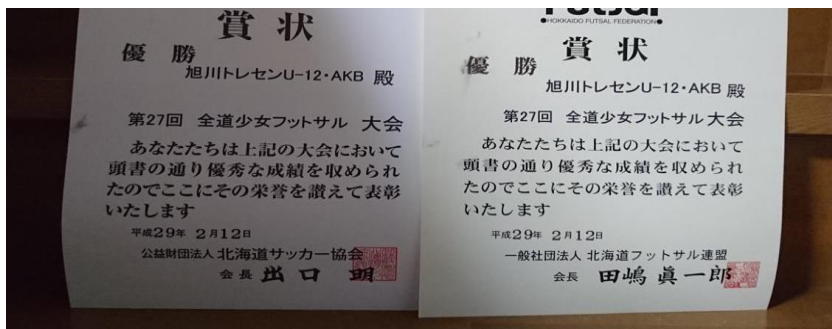 賞状
優勝
旭川トレセンU-12・AKB 殿
第27回 全道少女フットサル 大会
あなたたちは上記の大会において
頭書の通り優秀な成績を収められ
たのでここにその栄誉を讃えて表彰
いたします
平成29年 2月12日
公益財団法人 北海道サッカー協会
会長 出口 明
Futsal
HOKKAIDO FUTSAL FEDERATION
賞状
優勝
旭川トレセンU-12・AKB 殿
第27回 全道少女フットサル 大会
あなたたちは上記の大会において
頭書の通り優秀な成績を収められ
たのでここにその栄誉を讃えて表彰
いたします
平成29年 2月12日
一般社団法人 北海道フットサル連盟
会長 田嶋 眞一郎